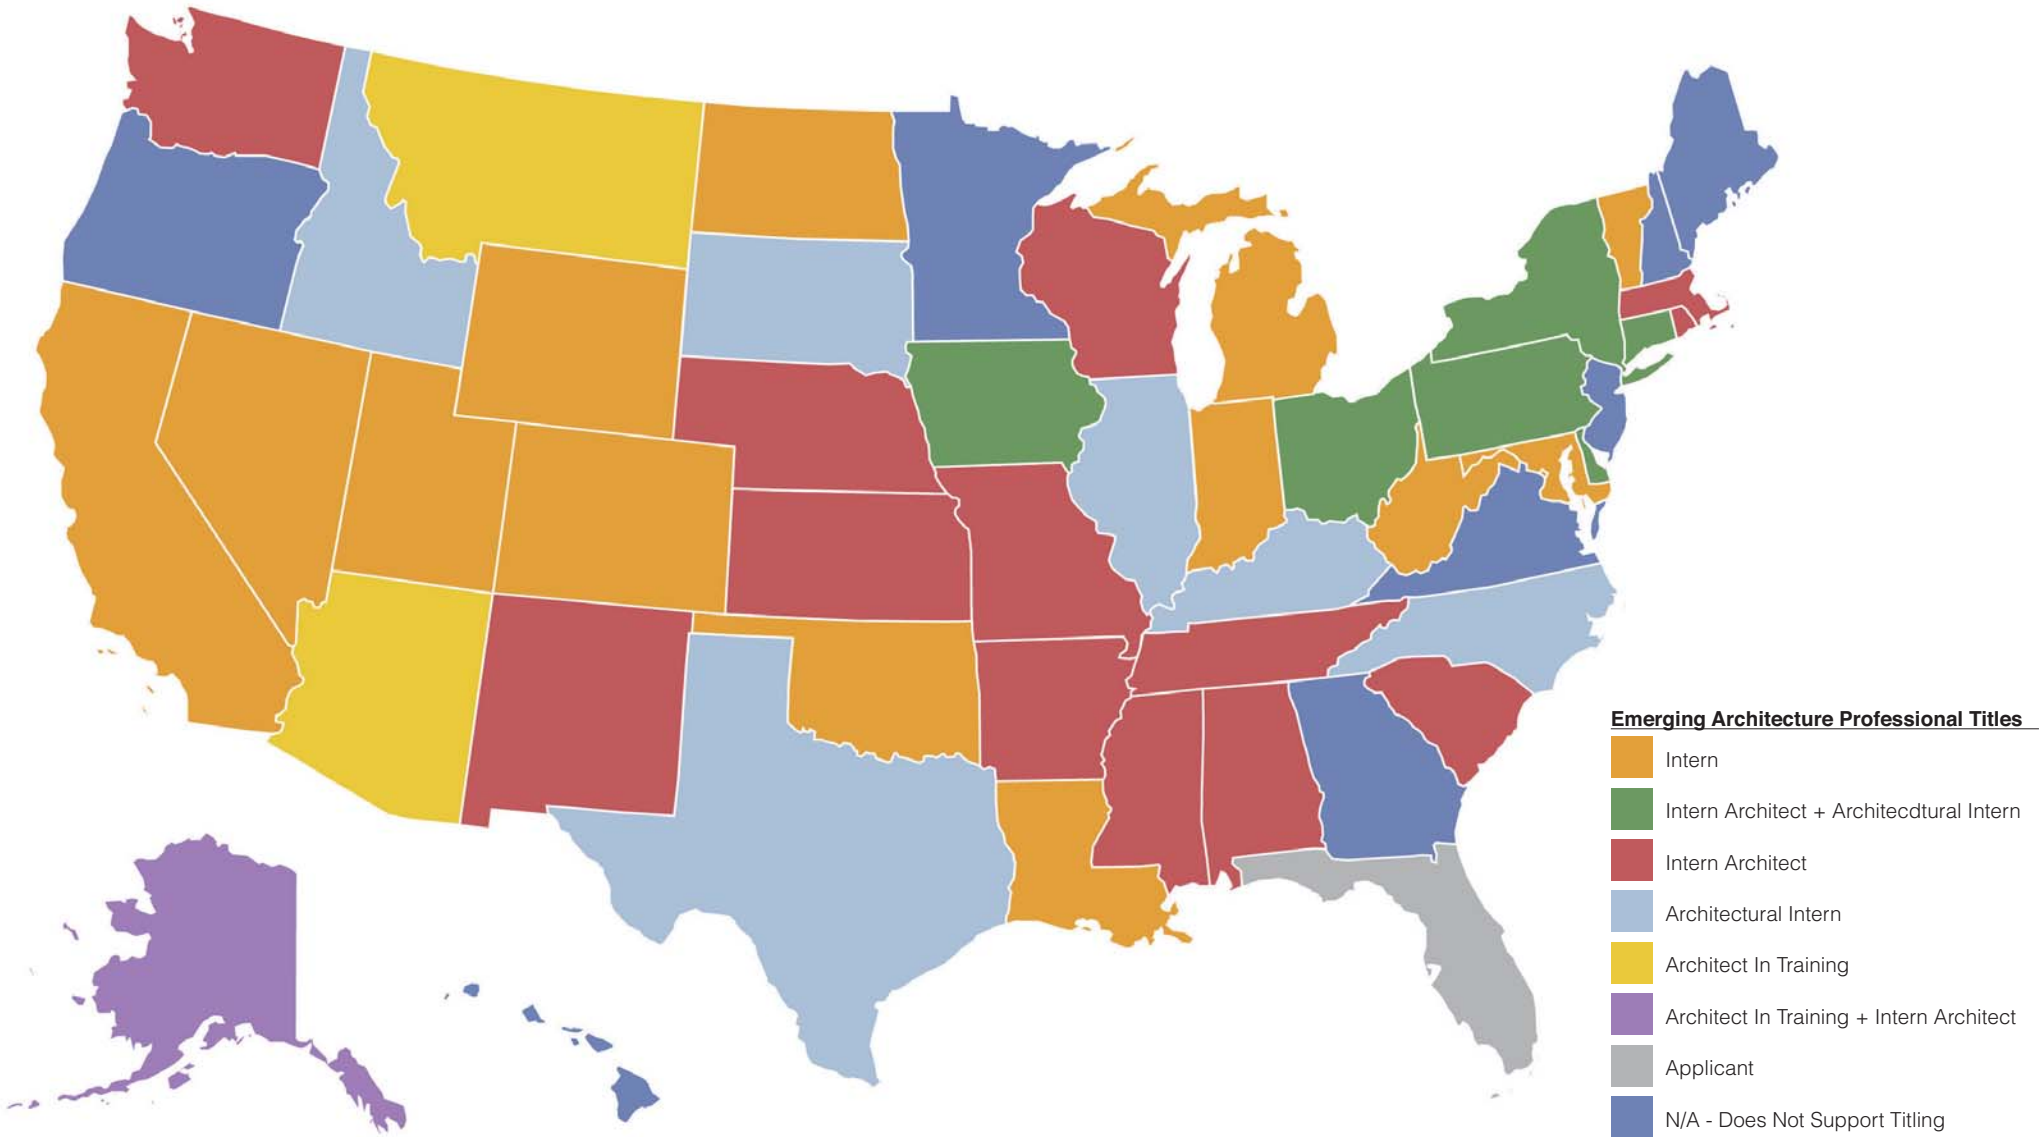 Emerging Architecture Professional Titles
Intern
Intern Architect + Architecdtural Intern
Intern Architect
Architectural Intern
Architect In Training
Architect In Training + Intern Architect
Applicant
N/A - Does Not Support Titling